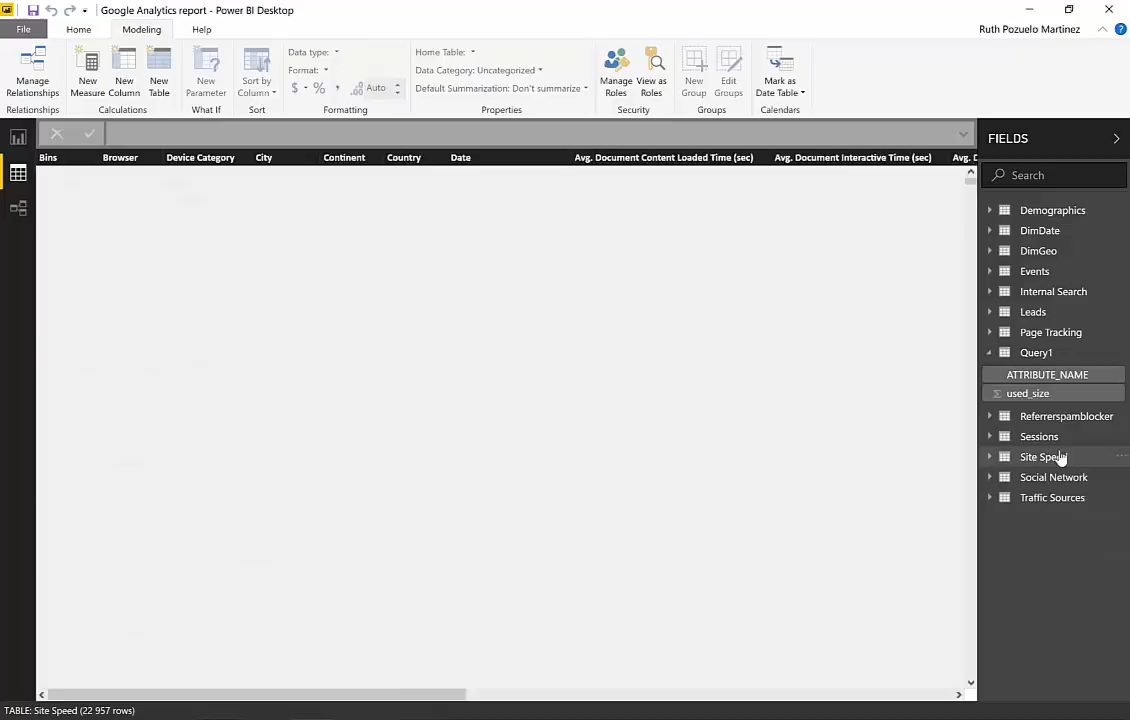 Google Analytics report - Power BI Desktop
File Home Modeling Help Ruth Pozuelo Martinez
Manage Relationships
New Measure
New Column
New Table
New Parameter
Sort by Column
Data type:
Format:
$ % , .00 Auto
Home Table:
Data Category: Uncategorized
Default Summarization: Don't summarize
Manage Roles
View as Roles
New Group
Edit Groups
Mark as Date Table
Relationships Calculations What If Sort Formatting Properties Security Groups Calendars
FIELDS
Search
Bins Browser Device Category City Continent Country Date Avg. Document Content Loaded Time (sec) Avg. Document Interactive Time (sec) Avg.
Demographics
DimDate
DimGeo
Events
Internal Search
Leads
Page Tracking
Query1
ATTRIBUTE_NAME
Σ used_size
Referrerspamblocker
Sessions
Site Speed
Social Network
Traffic Sources
TABLE: Site Speed (22 957 rows)